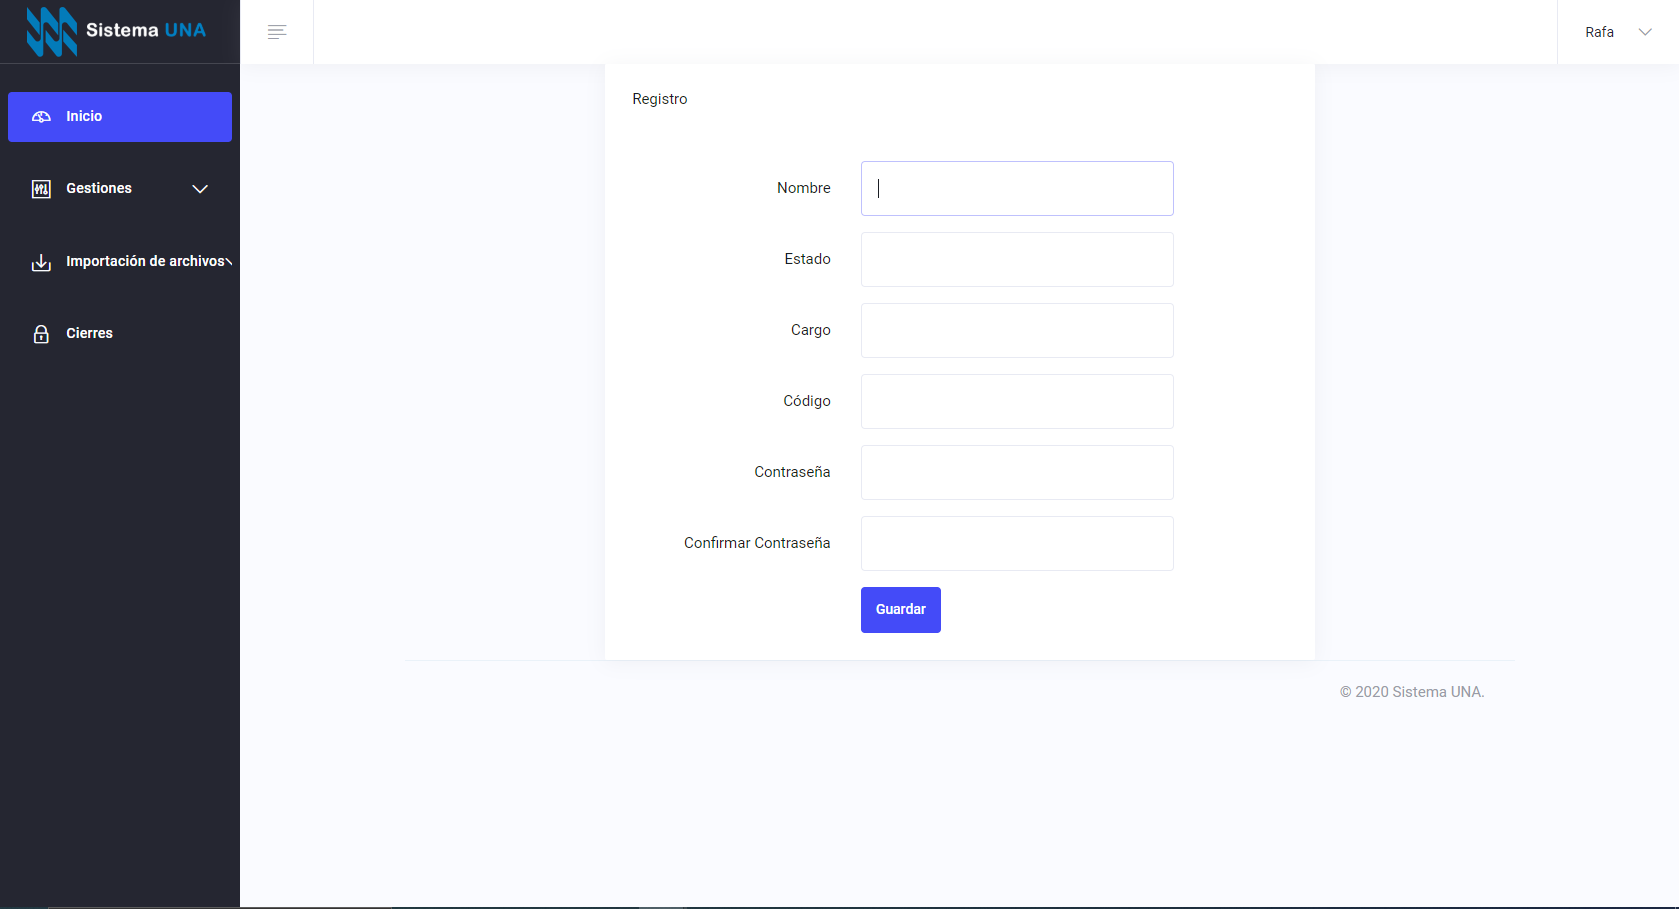 Sistema UNA
Rafa
Inicio
Gestiones
Importación de archivos
Cierres
Registro
Nombre
Estado
Cargo
Código
Contraseña
Confirmar Contraseña
Guardar
© 2020 Sistema UNA.